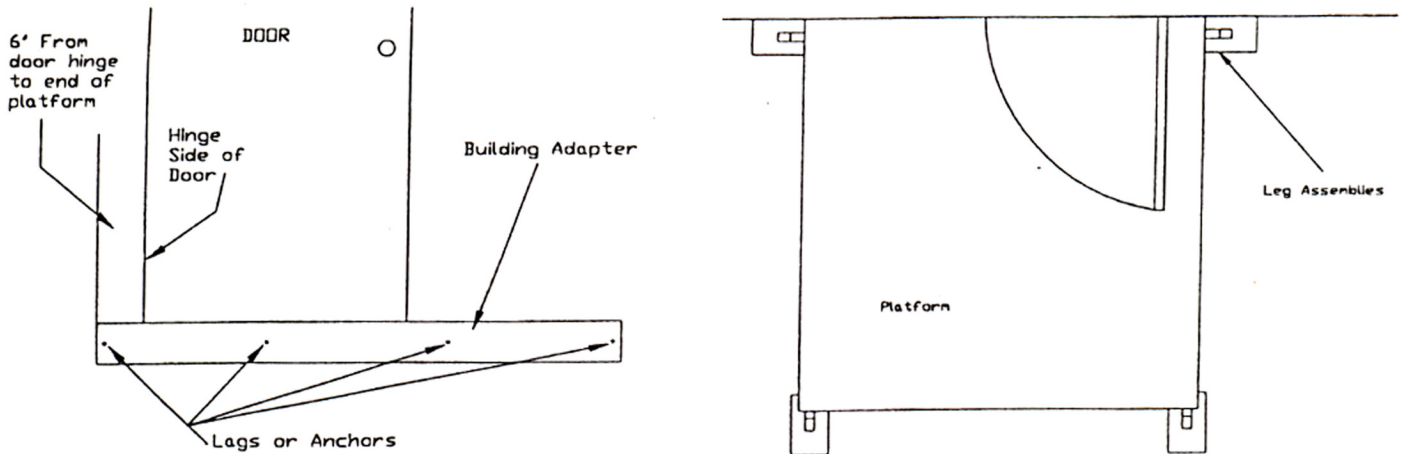 6" From
door hinge
to end of
platform
DOOR
Hinge
Side of
Door
Building Adapter
Lags or Anchors
Leg Assemblies
Platform